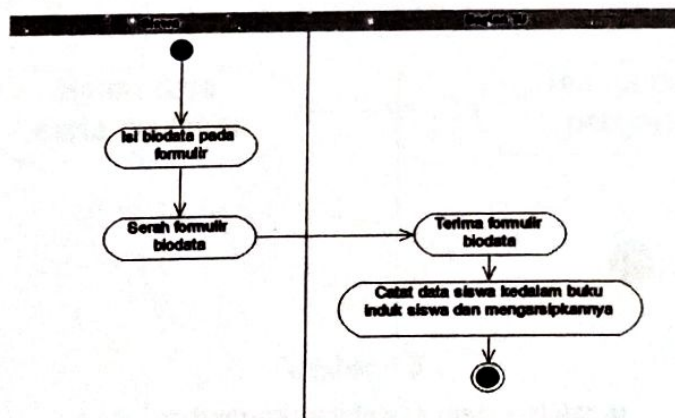 Isi biodata pada
formulir
Serah formulir
biodata
Terima formulir
biodata
Catat data siswa kedalam buku
induk siswa dan mengarsipkannya